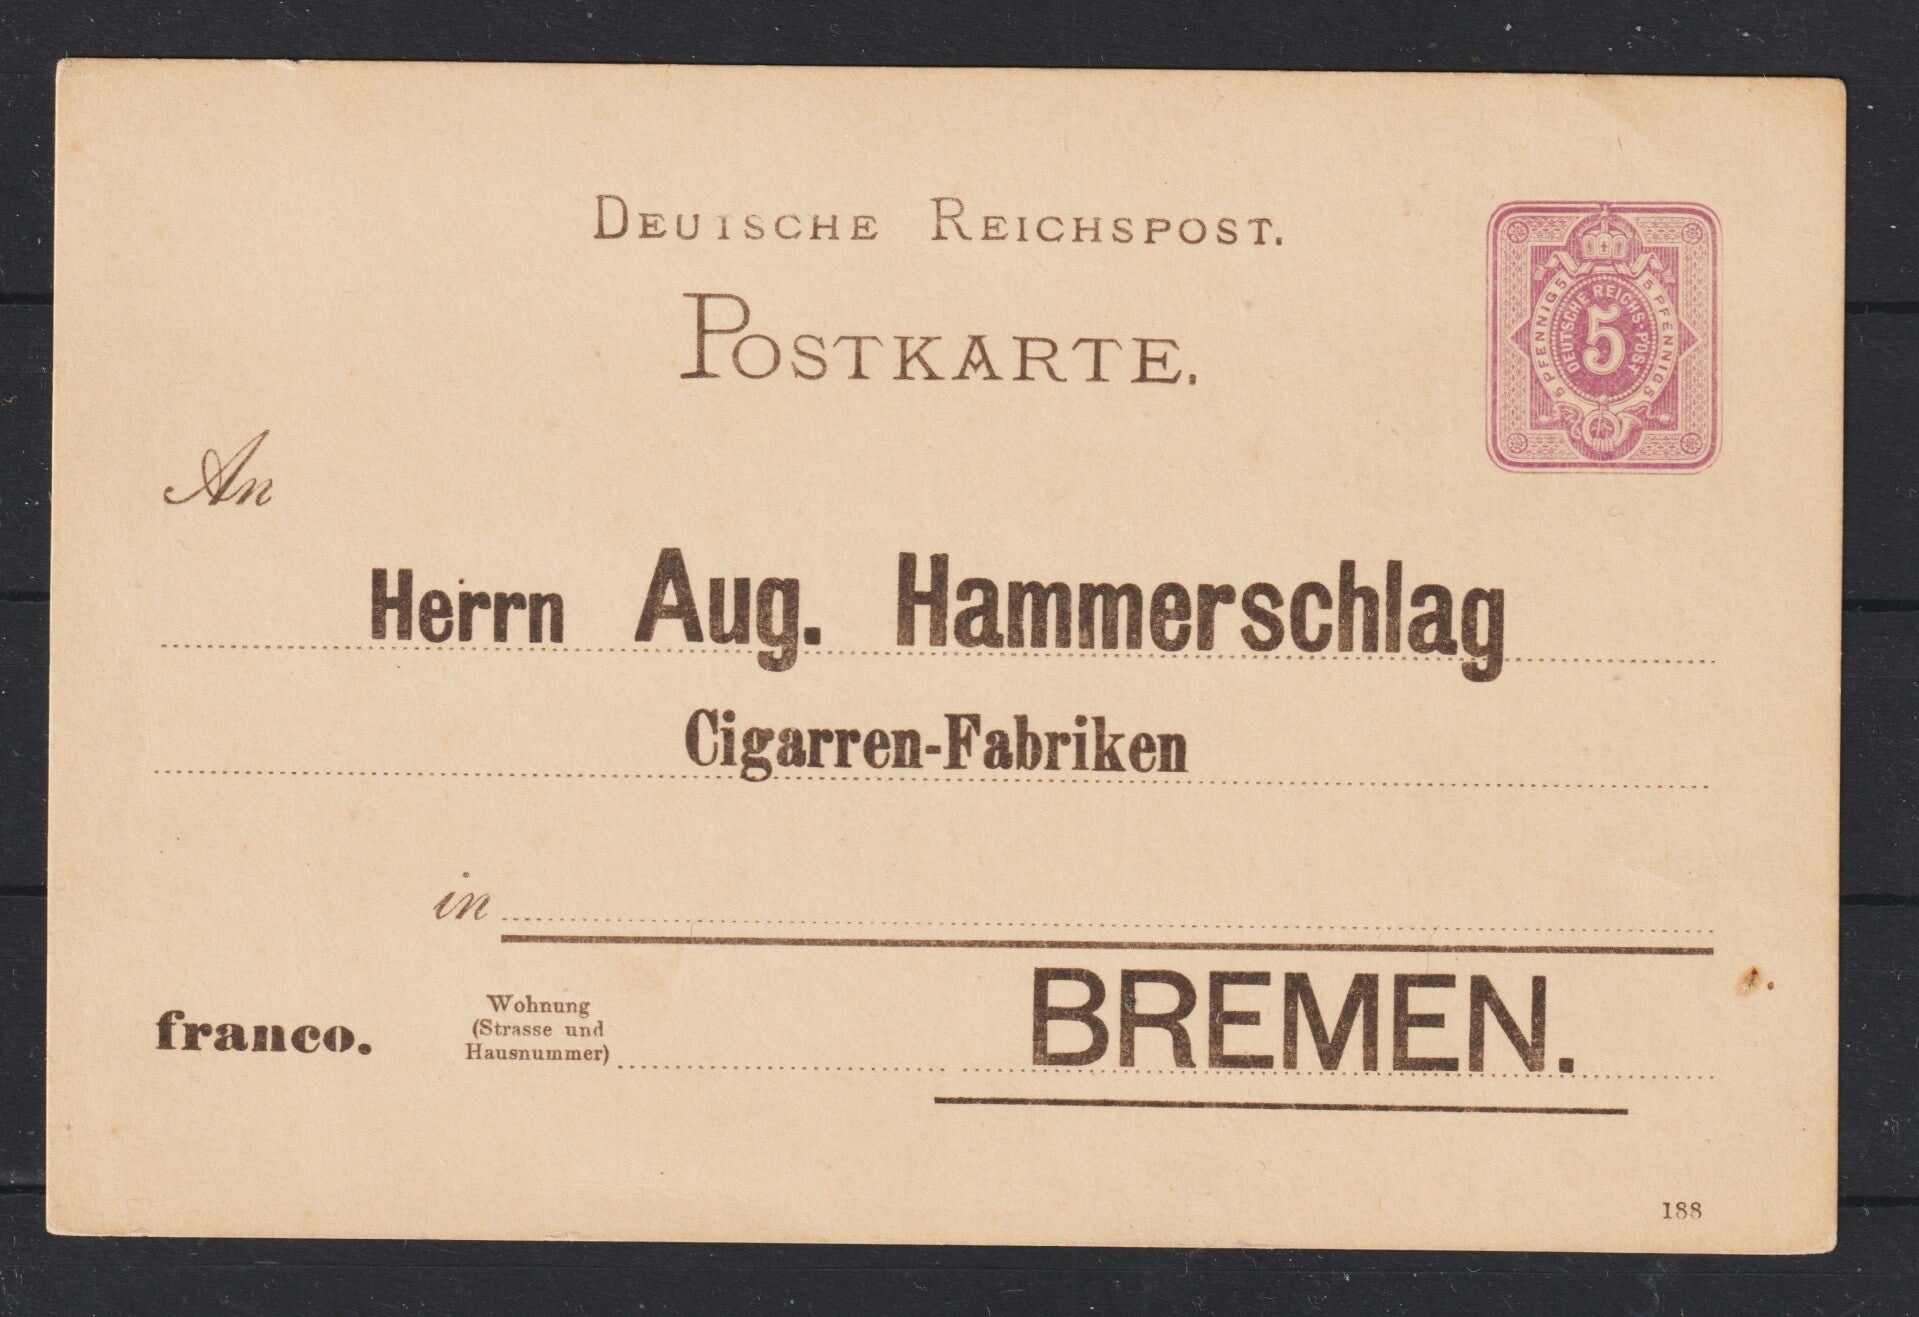 DEUTSCHE REICHSPOST.
POSTKARTE.
5 PFENNIG 5
5 PFENNIG 5
DEUTSCHE REICHS-POST
5
An
Herrn Aug. Hammerschlag
Cigarren-Fabriken
in
franco.
Wohnung
(Strasse und
Hausnummer)
BREMEN.
188